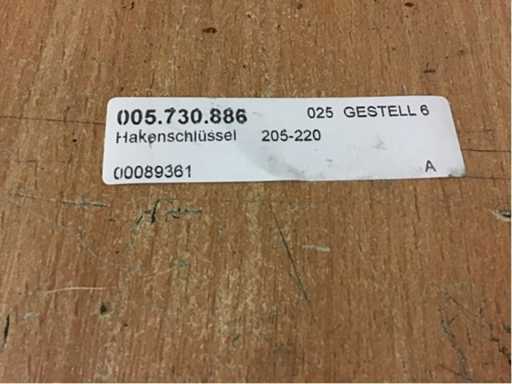 005.730.886 025 GESTELL 6
Hakenschlüssel 205-220
00089361 A